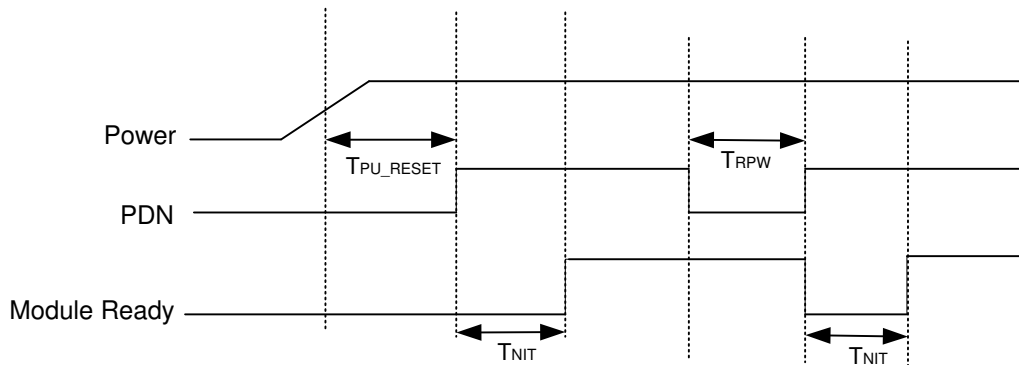 Power
TPU_RESET
TRPW
PDN
Module Ready
TNIT
TNIT